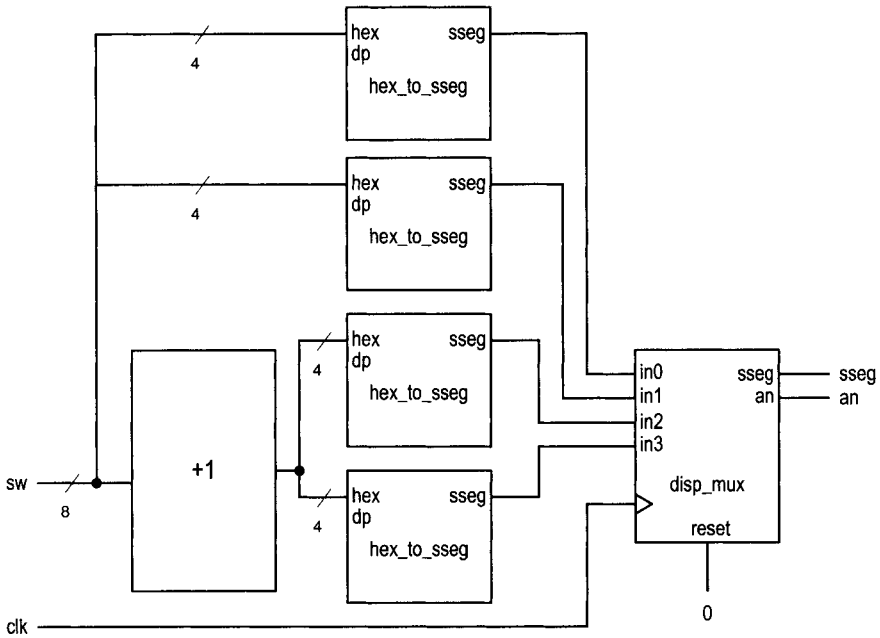 hex sseg
dp
hex_to_sseg
4
hex sseg
dp
hex_to_sseg
4
hex sseg
dp
hex_to_sseg
4
in0 sseg sseg
in1 an an
in2
in3
disp_mux
reset
0
+1
sw
8
hex sseg
dp
hex_to_sseg
4
clk